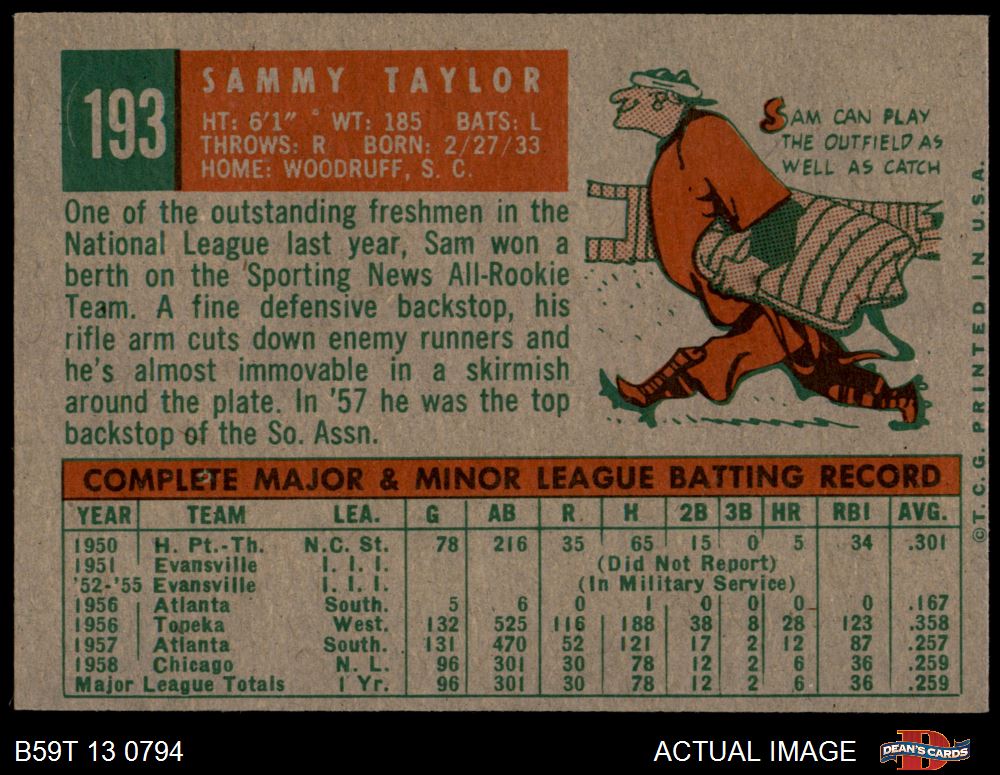 193
SAMMY TAYLOR
HT: 6'1" WT: 185 BATS: L
THROWS: R BORN: 2/27/33
HOME: WOODRUFF, S. C.
SAM CAN PLAY
THE OUTFIELD AS
WELL AS CATCH
One of the outstanding freshmen in the
National League last year, Sam won a
berth on the Sporting News All-Rookie
Team. A fine defensive backstop, his
rifle arm cuts down enemy runners and
he's almost immovable in a skirmish
around the plate. In '57 he was the top
backstop of the So. Assn.
©T. C. G. PRINTED IN U.S.A.
COMPLETE MAJOR & MINOR LEAGUE BATTING RECORD
YEAR TEAM LEA. G AB R H 2B 3B HR RBI AVG.
1950 H. Pt.-Th. N.C. St. 78 216 35 65 15 0 5 34 .301
1951 Evansville I. I. I. (Did Not Report)
'52-'55 Evansville I. I. I. (In Military Service)
1956 Atlanta South. 5 6 0 1 0 0 0 0 .167
1956 Topeka West. 132 525 116 188 38 8 28 123 .358
1957 Atlanta South. 131 470 52 121 17 2 12 87 .257
1958 Chicago N. L. 96 301 30 78 12 2 6 36 .259
Major League Totals 1 Yr. 96 301 30 78 12 2 6 36 .259
B59T 13 0794
ACTUAL IMAGE
DEAN'S CARDS